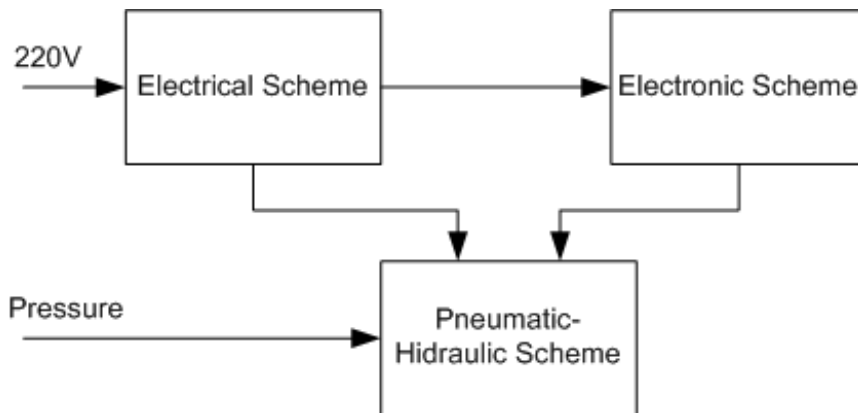 220V
Electrical Scheme
Electronic Scheme
Pressure
Pneumatic-
Hidraulic Scheme